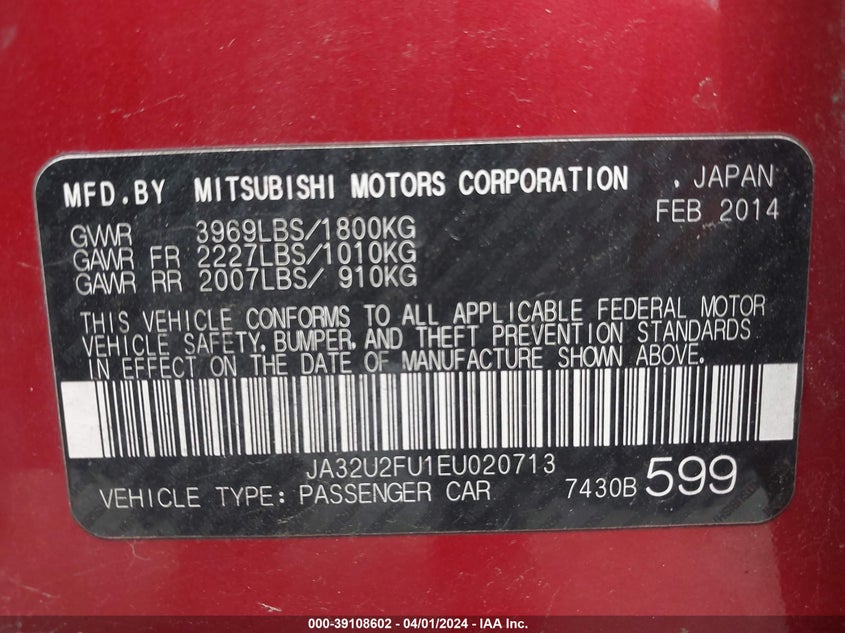 MFD.BY MITSUBISHI MOTORS CORPORATION , JAPAN
FEB 2014
GVWR 3969LBS/1800KG
GAWR FR 2227LBS/1010KG
GAWR RR 2007LBS/ 910KG
THIS VEHICLE CONFORMS TO ALL APPLICABLE FEDERAL MOTOR
VEHICLE SAFETY, BUMPER, AND THEFT PREVENTION STANDARDS
IN EFFECT ON THE DATE OF MANUFACTURE SHOWN ABOVE.
JA32U2FU1EU020713
VEHICLE TYPE: PASSENGER CAR 7430B 599
000-39108602 - 04/01/2024 - IAA Inc.